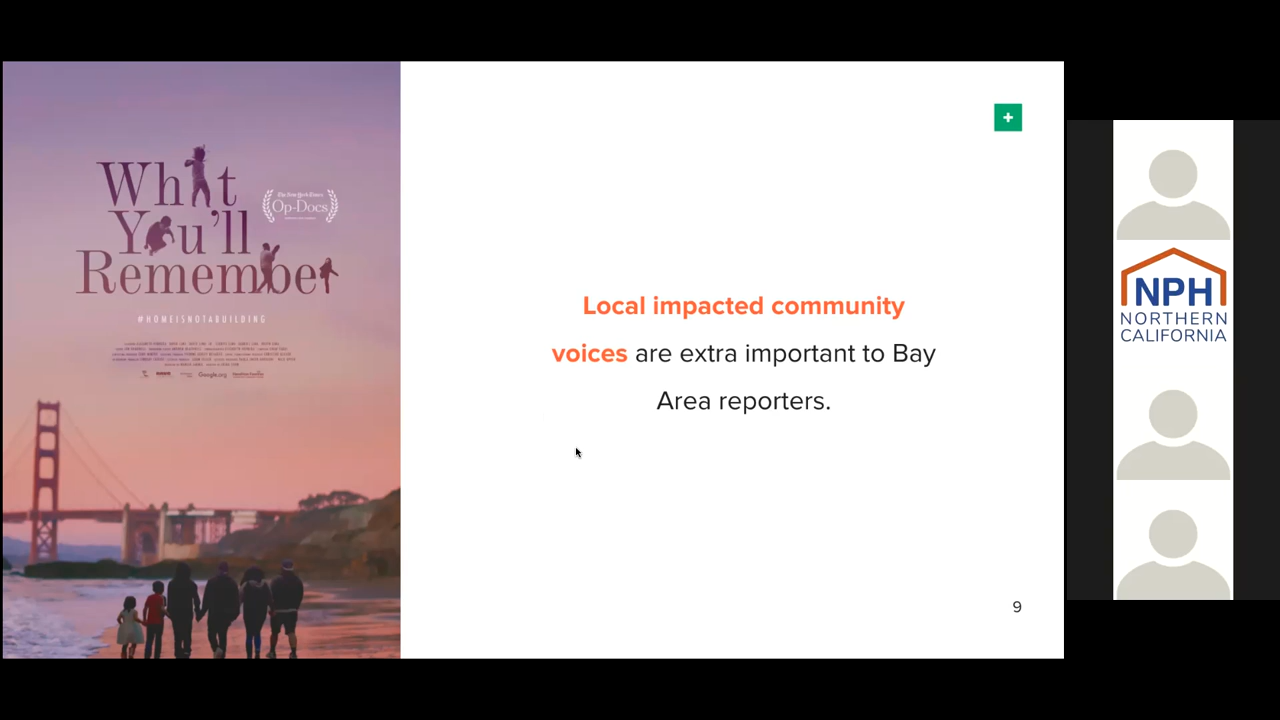 What
You'll
Remember
The New York Times
Op-Docs
#HOMEISNOTABUILDING
Google.org
+
Local impacted community
voices are extra important to Bay
Area reporters.
9
NPH
NORTHERN
CALIFORNIA